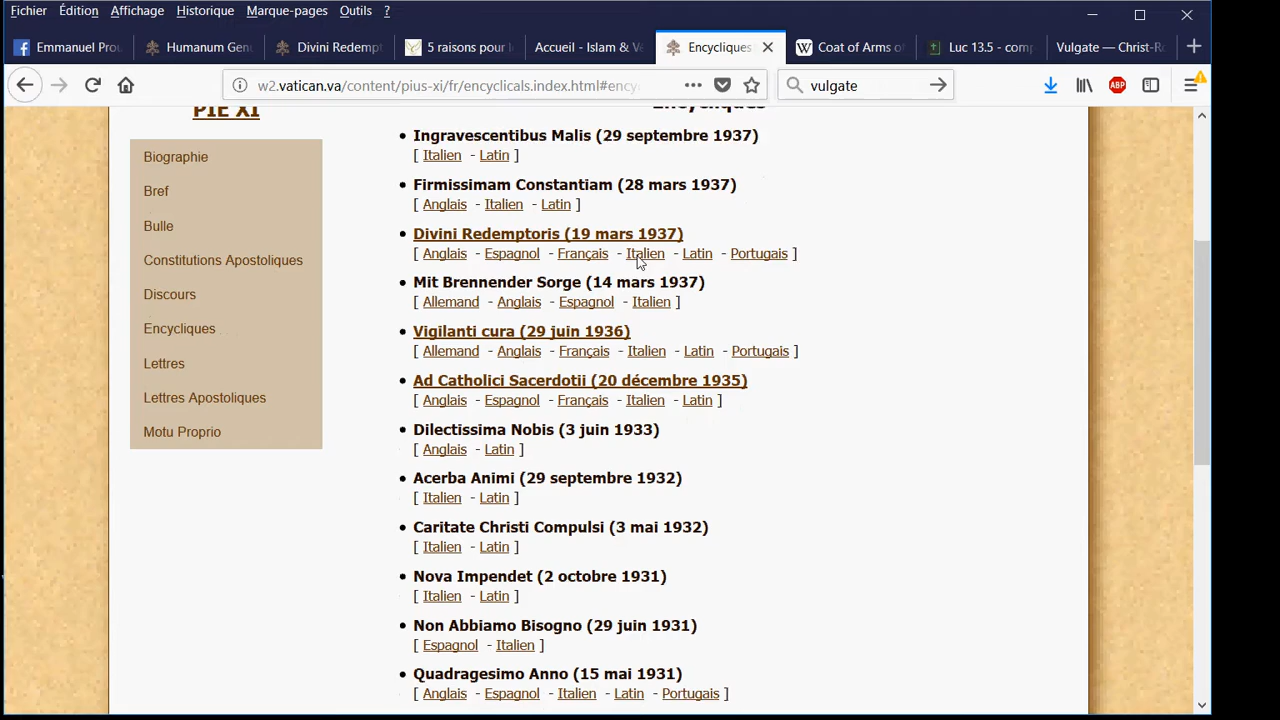 Fichier Édition Affichage Historique Marque-pages Outils ?
Emmanuel Prou Humanum Genu Divini Redempt 5 raisons pour l Accueil - Islam & Vé Encycliques Coat of Arms of Luc 13.5 - comp Vulgate — Christ-Ro
w2.vatican.va/content/pius-xi/fr/encyclicals.index.html#ency vulgate
PIE XI
Encycliques
Biographie
Bref
Bulle
Constitutions Apostoliques
Discours
Encycliques
Lettres
Lettres Apostoliques
Motu Proprio
Ingravescentibus Malis (29 septembre 1937)
[ Italien - Latin ]
Firmissimam Constantiam (28 mars 1937)
[ Anglais - Italien - Latin ]
Divini Redemptoris (19 mars 1937)
[ Anglais - Espagnol - Français - Italien - Latin - Portugais ]
Mit Brennender Sorge (14 mars 1937)
[ Allemand - Anglais - Espagnol - Italien ]
Vigilanti cura (29 juin 1936)
[ Allemand - Anglais - Français - Italien - Latin - Portugais ]
Ad Catholici Sacerdotii (20 décembre 1935)
[ Anglais - Espagnol - Français - Italien - Latin ]
Dilectissima Nobis (3 juin 1933)
[ Anglais - Latin ]
Acerba Animi (29 septembre 1932)
[ Italien - Latin ]
Caritate Christi Compulsi (3 mai 1932)
[ Italien - Latin ]
Nova Impendet (2 octobre 1931)
[ Italien - Latin ]
Non Abbiamo Bisogno (29 juin 1931)
[ Espagnol - Italien ]
Quadragesimo Anno (15 mai 1931)
[ Anglais - Espagnol - Italien - Latin - Portugais ]